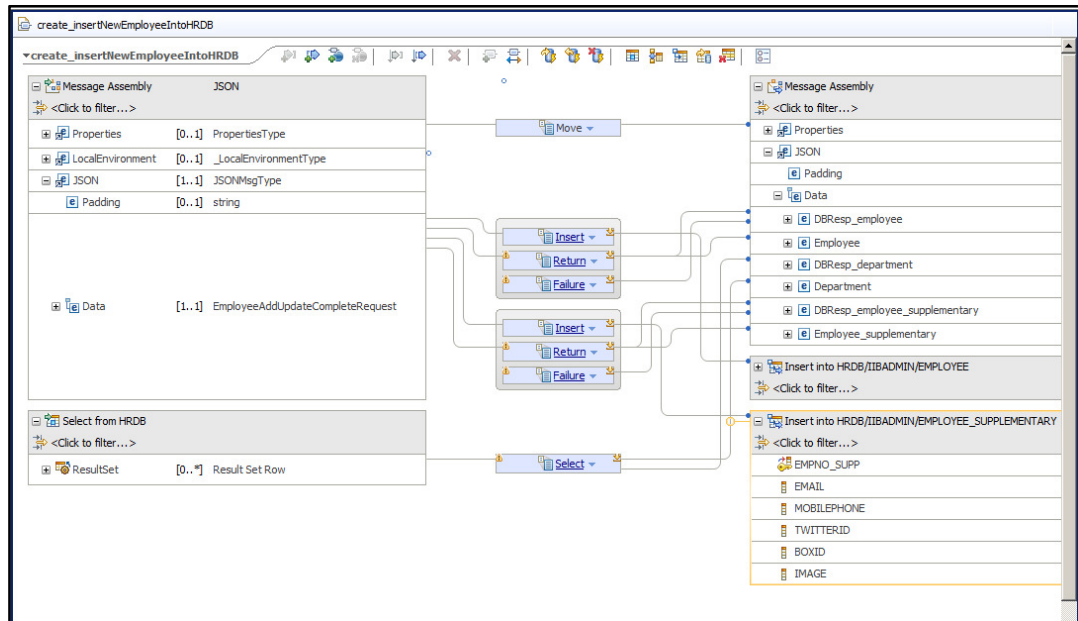 create_insertNewEmployeeIntoHRDB
create_insertNewEmployeeIntoHRDB
Message Assembly JSON
<Click to filter...>
Properties [0..1] PropertiesType
LocalEnvironment [0..1] _LocalEnvironmentType
JSON [1..1] JSONMsgType
Padding [0..1] string
Data [1..1] EmployeeAddUpdateCompleteRequest
Select from HRDB
<Click to filter...>
ResultSet [0..*] Result Set Row
Move
Insert
Return
Failure
Insert
Return
Failure
Select
Message Assembly
<Click to filter...>
Properties
JSON
Padding
Data
DBResp_employee
Employee
DBResp_department
Department
DBResp_employee_supplementary
Employee_supplementary
Insert into HRDB/IIBADMIN/EMPLOYEE
<Click to filter...>
Insert into HRDB/IIBADMIN/EMPLOYEE_SUPPLEMENTARY
<Click to filter...>
EMPNO_SUPP
EMAIL
MOBILEPHONE
TWITTERID
BOXID
IMAGE